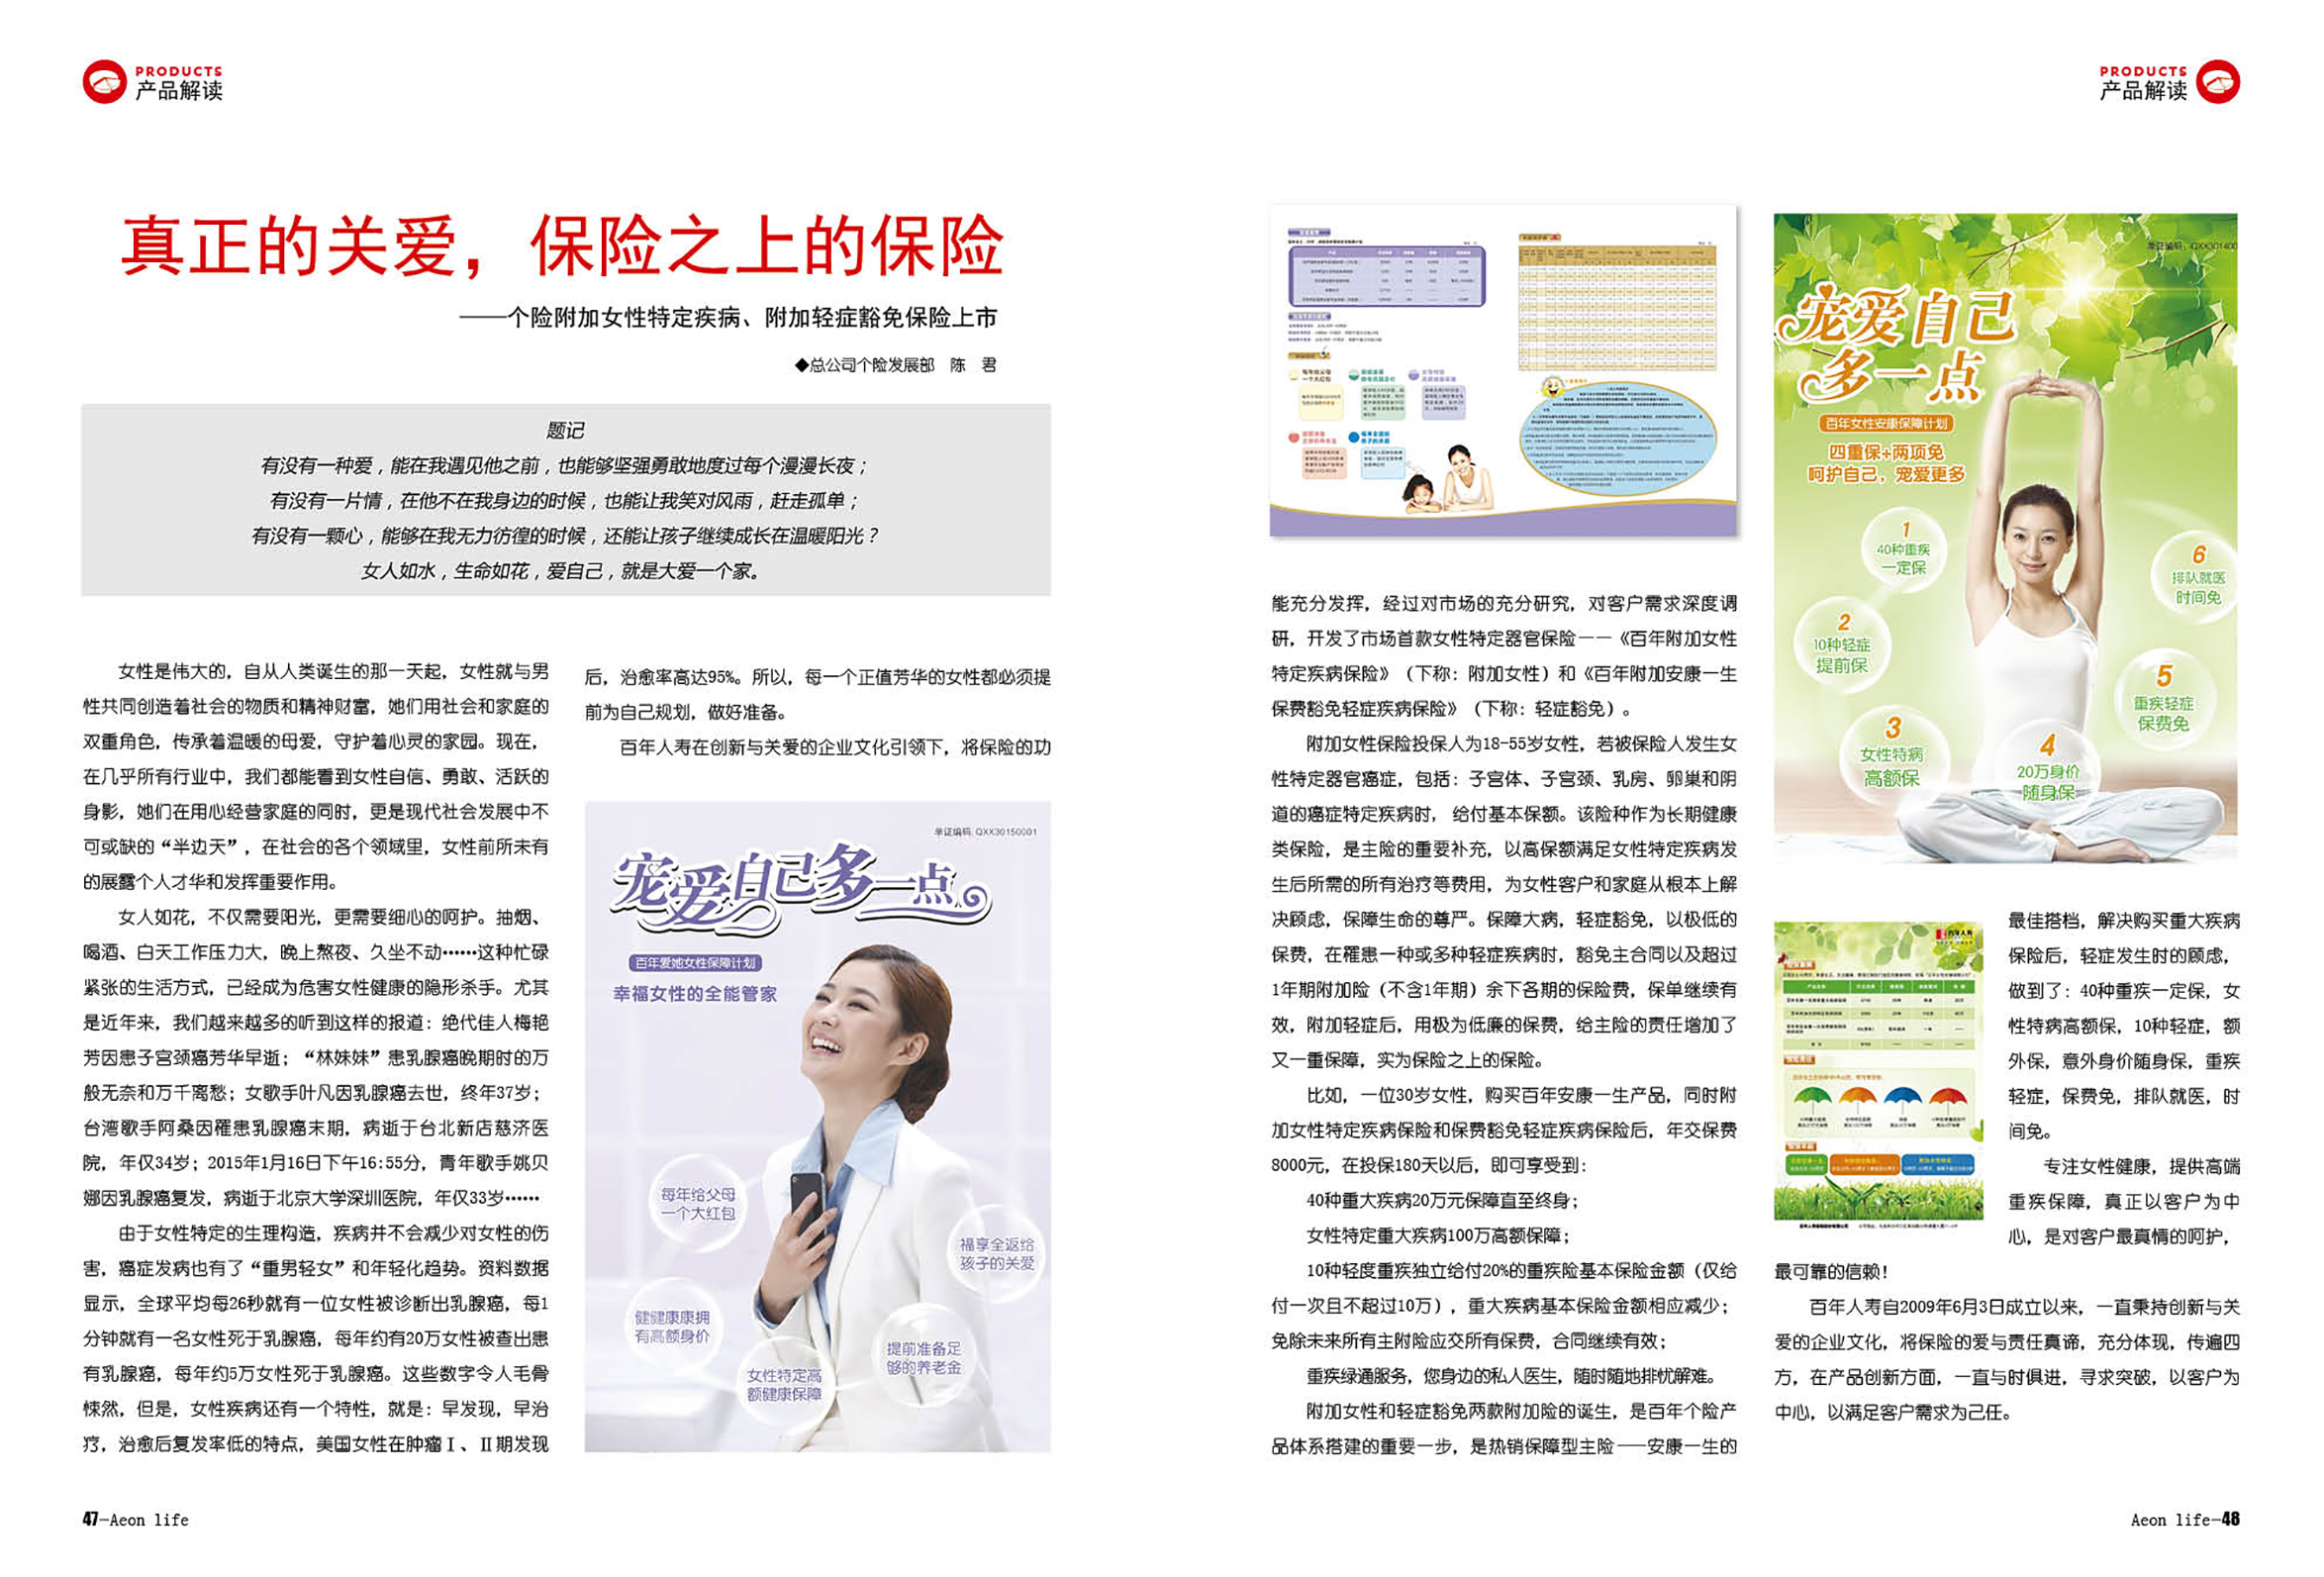 PRODUCTS
产品解读
真正的关爱，保险之上的保险
——个险附加女性特定疾病、附加轻症豁免保险上市
◆总公司个险发展部　陈　君
题记
有没有一种爱，能在我遇见他之前，也能够坚强勇敢地度过每个漫漫长夜；
有没有一片情，在他不在我身边的时候，也能让我笑对风雨，赶走孤单；
有没有一颗心，能够在我无力彷徨的时候，还能让孩子继续成长在温暖阳光？
女人如水，生命如花，爱自己，就是大爱一个家。
女性是伟大的，自从人类诞生的那一天起，女性就与男
性共同创造着社会的物质和精神财富，她们用社会和家庭的
双重角色，传承着温暖的母爱，守护着心灵的家园。现在，
在几乎所有行业中，我们都能看到女性自信、勇敢、活跃的
身影，她们在用心经营家庭的同时，更是现代社会发展中不
可或缺的“半边天”，在社会的各个领域里，女性前所未有
的展露个人才华和发挥重要作用。
女人如花，不仅需要阳光，更需要细心的呵护。抽烟、
喝酒、白天工作压力大，晚上熬夜、久坐不动……这种忙碌
紧张的生活方式，已经成为危害女性健康的隐形杀手。尤其
是近年来，我们越来越多的听到这样的报道：绝代佳人梅艳
芳因患子宫颈癌芳华早逝；“林妹妹”患乳腺癌晚期时的万
般无奈和万千离愁；女歌手叶凡因乳腺癌去世，终年37岁；
台湾歌手阿桑因罹患乳腺癌末期，病逝于台北新店慈济医
院，年仅34岁；2015年1月16日下午16:55分，青年歌手姚贝
娜因乳腺癌复发，病逝于北京大学深圳医院，年仅33岁……
由于女性特定的生理构造，疾病并不会减少对女性的伤
害，癌症发病也有了“重男轻女”和年轻化趋势。资料数据
显示，全球平均每26秒就有一位女性被诊断出乳腺癌，每1
分钟就有一名女性死于乳腺癌，每年约有20万女性被查出患
有乳腺癌，每年约5万女性死于乳腺癌。这些数字令人毛骨
悚然，但是，女性疾病还有一个特性，就是：早发现，早治
疗，治愈后复发率低的特点，美国女性在肿瘤Ⅰ、Ⅱ期发现
后，治愈率高达95%。所以，每一个正值芳华的女性都必须提
前为自己规划，做好准备。
百年人寿在创新与关爱的企业文化引领下，将保险的功
单证编码:QXX30150001
宠爱自己多一点
百年爱她女性保障计划
幸福女性的全能管家
每年给父母
一个大红包
福享全返给
孩子的关爱
健健康康拥
有高额身价
提前准备足
够的养老金
女性特定高
额健康保障
47—Aeon life
PRODUCTS
产品解读
能充分发挥，经过对市场的充分研究，对客户需求深度调
研，开发了市场首款女性特定器官保险——《百年附加女性
特定疾病保险》（下称：附加女性）和《百年附加安康一生
保费豁免轻症疾病保险》（下称：轻症豁免）。
附加女性保险投保人为18-55岁女性，若被保险人发生女
性特定器官癌症，包括：子宫体、子宫颈、乳房、卵巢和阴
道的癌症特定疾病时， 给付基本保额。该险种作为长期健康
类保险，是主险的重要补充，以高保额满足女性特定疾病发
生后所需的所有治疗等费用，为女性客户和家庭从根本上解
决顾虑，保障生命的尊严。保障大病，轻症豁免，以极低的
保费，在罹患一种或多种轻症疾病时，豁免主合同以及超过
1年期附加险（不含1年期）余下各期的保险费，保单继续有
效，附加轻症后，用极为低廉的保费，给主险的责任增加了
又一重保障，实为保险之上的保险。
比如，一位30岁女性，购买百年安康一生产品，同时附
加女性特定疾病保险和保费豁免轻症疾病保险后，年交保费
8000元，在投保180天以后，即可享受到：
40种重大疾病20万元保障直至终身；
女性特定重大疾病100万高额保障；
10种轻度重疾独立给付20%的重疾险基本保险金额（仅给
付一次且不超过10万），重大疾病基本保险金额相应减少；
免除未来所有主附险应交所有保费，合同继续有效；
重疾绿通服务，您身边的私人医生，随时随地排忧解难。
附加女性和轻症豁免两款附加险的诞生，是百年个险产
品体系搭建的重要一步，是热销保障型主险——安康一生的
单证编码：QXX301400
宠爱自己
多一点
百年女性安康保障计划
四重保+两项免
呵护自己，宠爱更多
1
40种重疾
一定保
2
10种轻症
提前保
3
女性特病
高额保
4
20万身价
随身保
5
重疾轻症
保费免
6
排队就医
时间免
最佳搭档，解决购买重大疾病
保险后，轻症发生时的顾虑，
做到了：40种重疾一定保，女
性特病高额保，10种轻症，额
外保，意外身价随身保，重疾
轻症，保费免，排队就医，时
间免。
专注女性健康，提供高端
重疾保障，真正以客户为中
心，是对客户最真情的呵护，
最可靠的信赖！
百年人寿自2009年6月3日成立以来，一直秉持创新与关
爱的企业文化，将保险的爱与责任真谛，充分体现，传遍四
方，在产品创新方面，一直与时俱进，寻求突破，以客户为
中心，以满足客户需求为己任。
Aeon life—48